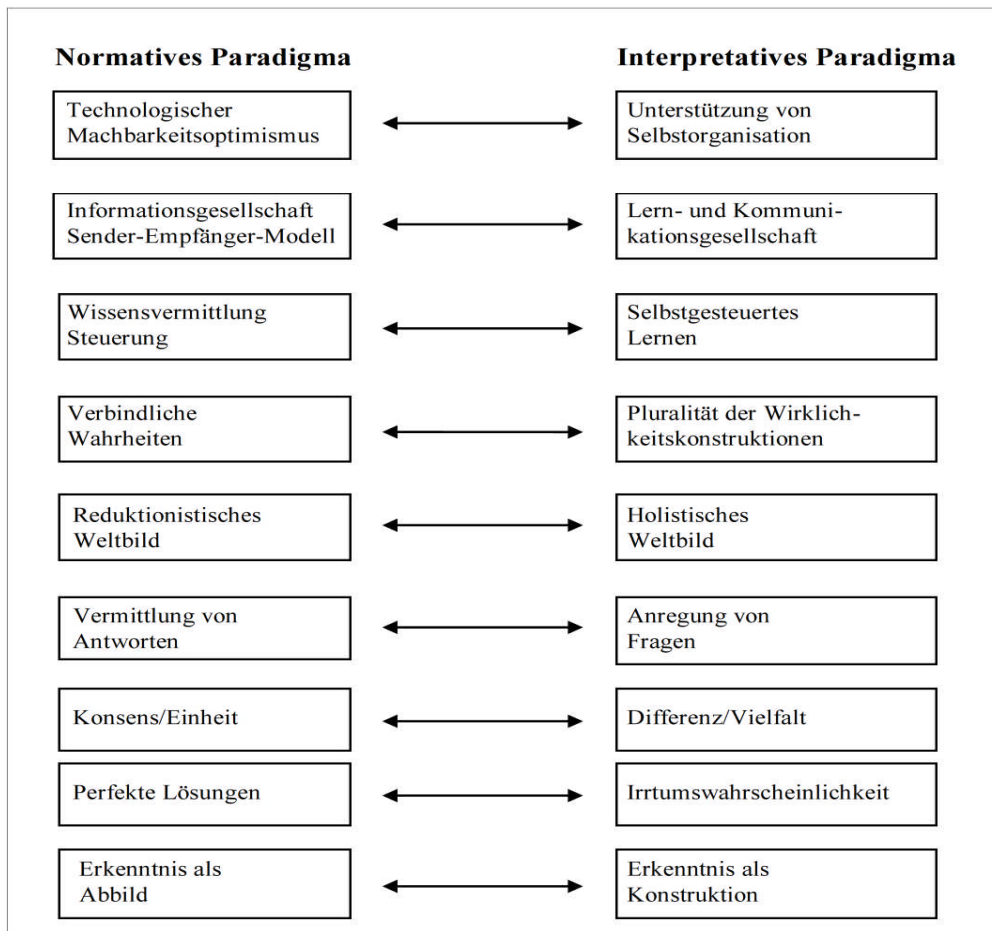 Normatives Paradigma
Interpretatives Paradigma
Technologischer
Machbarkeitsoptimismus
Unterstützung von
Selbstorganisation
Informationsgesellschaft
Sender-Empfänger-Modell
Lern- und Kommuni-
kationsgesellschaft
Wissensvermittlung
Steuerung
Selbstgesteuertes
Lernen
Verbindliche
Wahrheiten
Pluralität der Wirklich-
keitskonstruktionen
Reduktionistisches
Weltbild
Holistisches
Weltbild
Vermittlung von
Antworten
Anregung von
Fragen
Konsens/Einheit
Differenz/Vielfalt
Perfekte Lösungen
Irrtumswahrscheinlichkeit
Erkenntnis als
Abbild
Erkenntnis als
Konstruktion